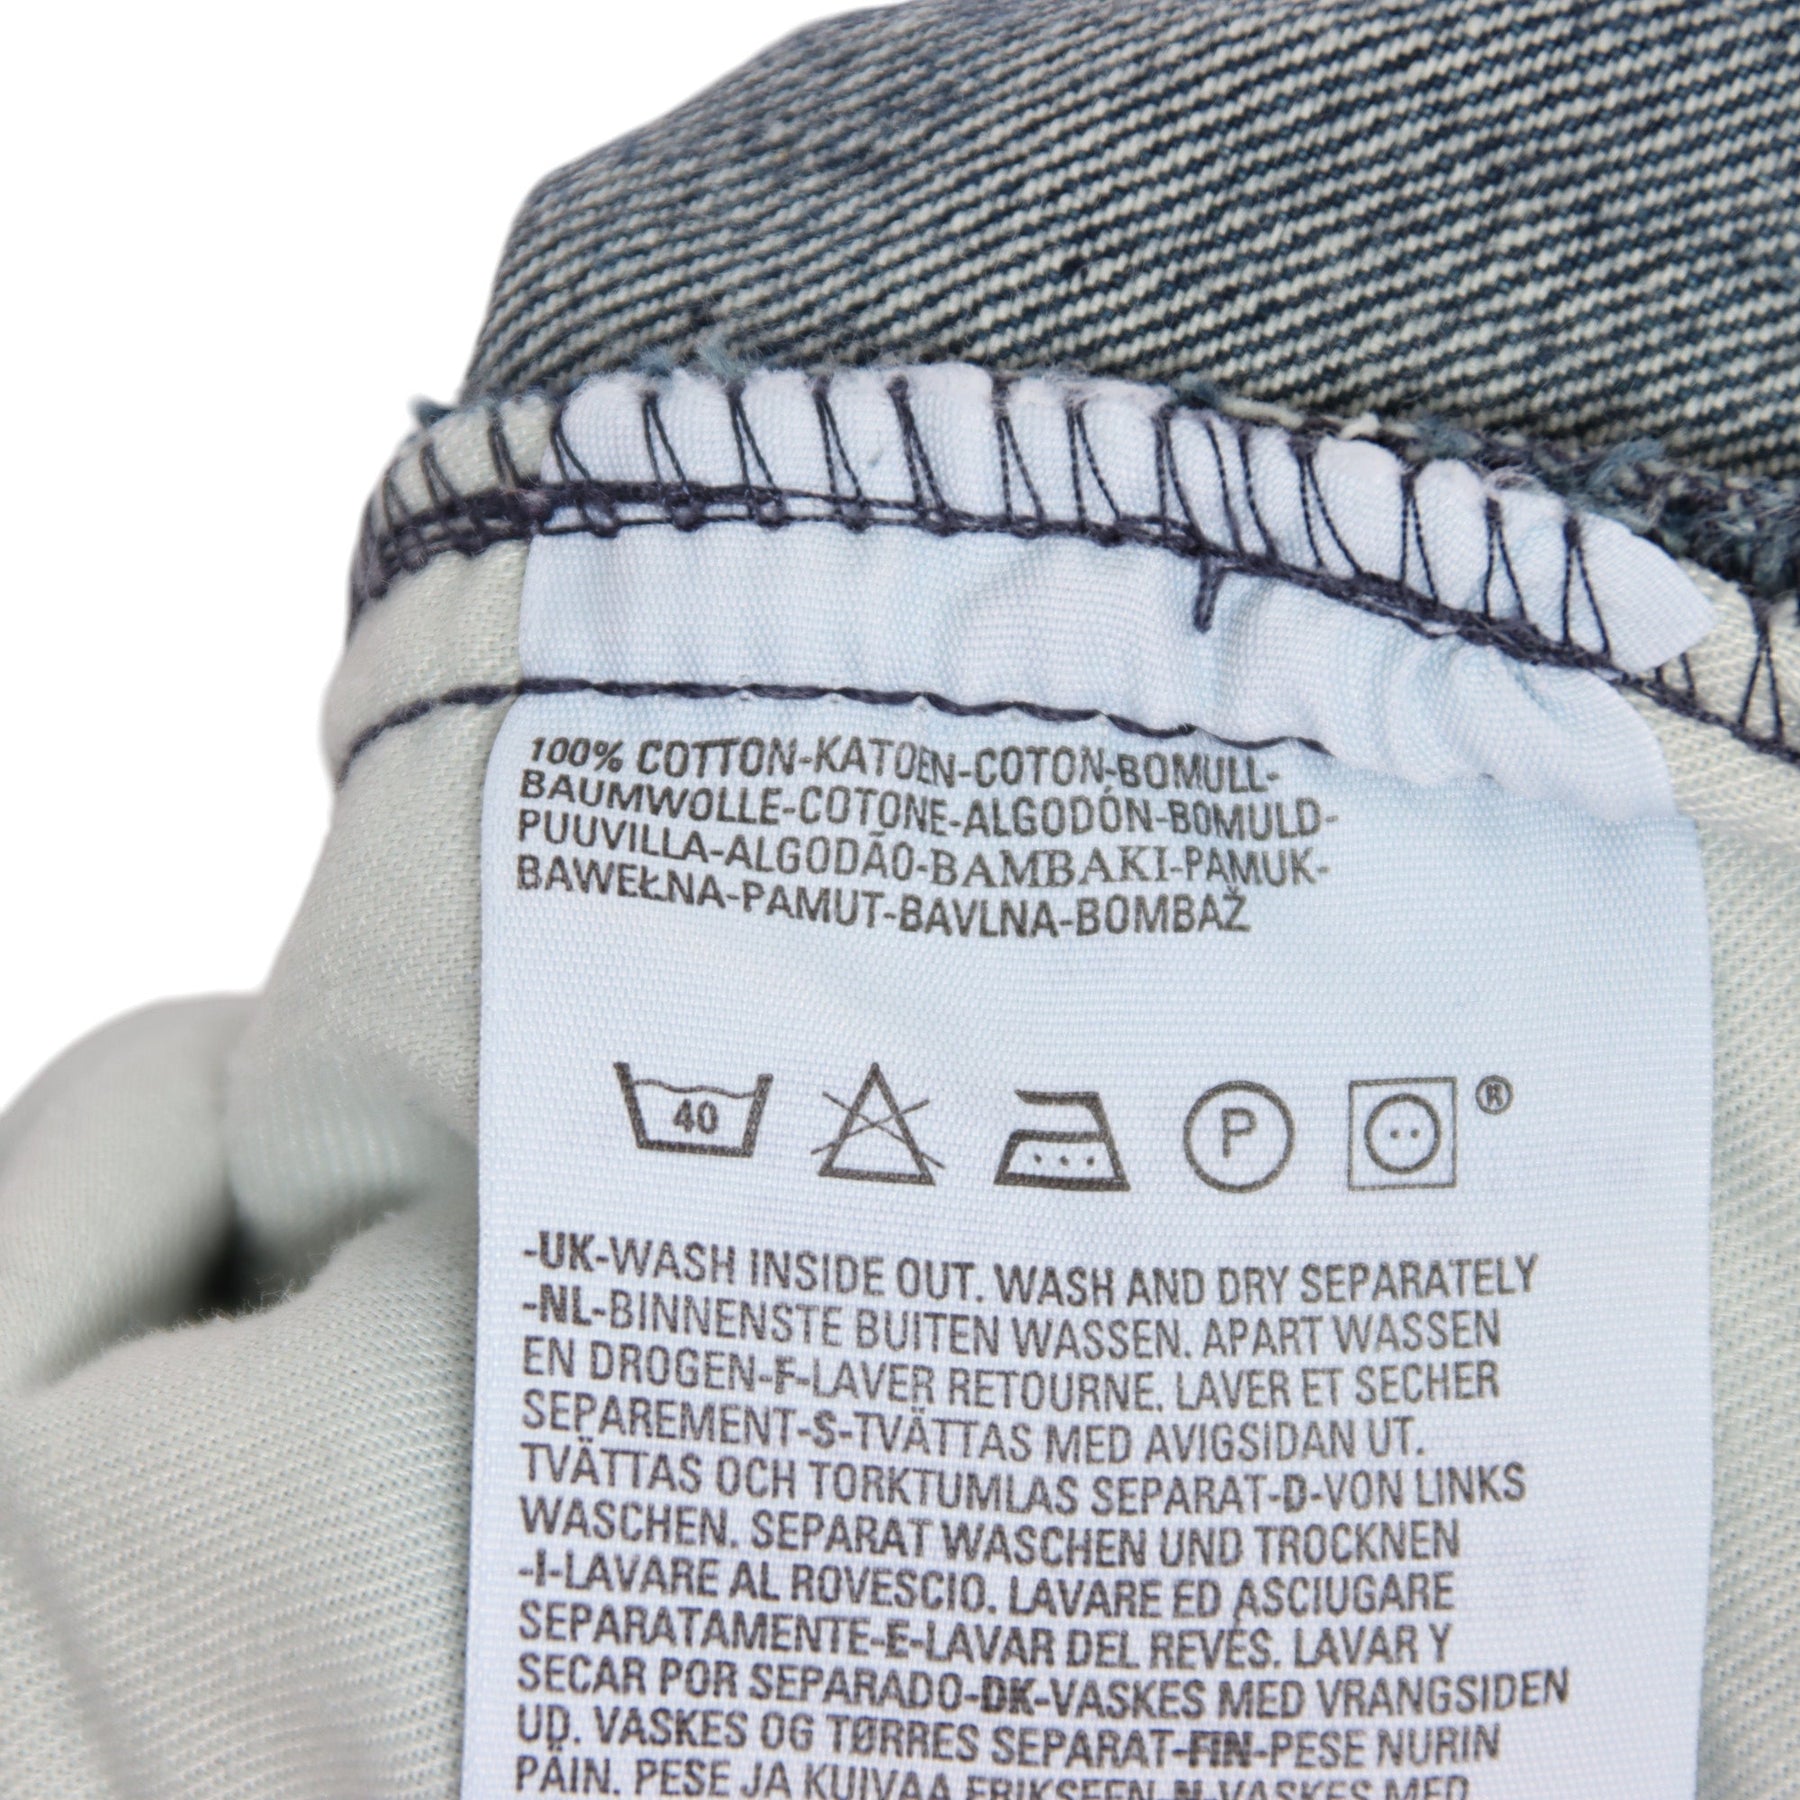 100% COTTON-KATOEN-COTON-BOMULL-
BAUMWOLLE-COTONE-ALGODÓN-BOMULD-
PUUVILLA-ALGODÃO-BAMBAKI-PAMUK-
BAWEŁNA-PAMUT-BAVLNA-BOMBAŽ
40 P ®
-UK-WASH INSIDE OUT. WASH AND DRY SEPARATELY
-NL-BINNENSTE BUITEN WASSEN. APART WASSEN
EN DROGEN-F-LAVER RETOURNE. LAVER ET SECHER
SEPAREMENT-S-TVÄTTAS MED AVIGSIDAN UT.
TVÄTTAS OCH TORKTUMLAS SEPARAT-D-VON LINKS
WASCHEN. SEPARAT WASCHEN UND TROCKNEN
-I-LAVARE AL ROVESCIO. LAVARE ED ASCIUGARE
SEPARATAMENTE-E-LAVAR DEL REVÉS. LAVAR Y
SECAR POR SEPARADO-DK-VASKES MED VRANGSIDEN
UD. VASKES OG TØRRES SEPARAT-FIN-PESE NURIN
PÄIN. PESE JA KUIVAA ERIKSEEN-N-VASKES MED